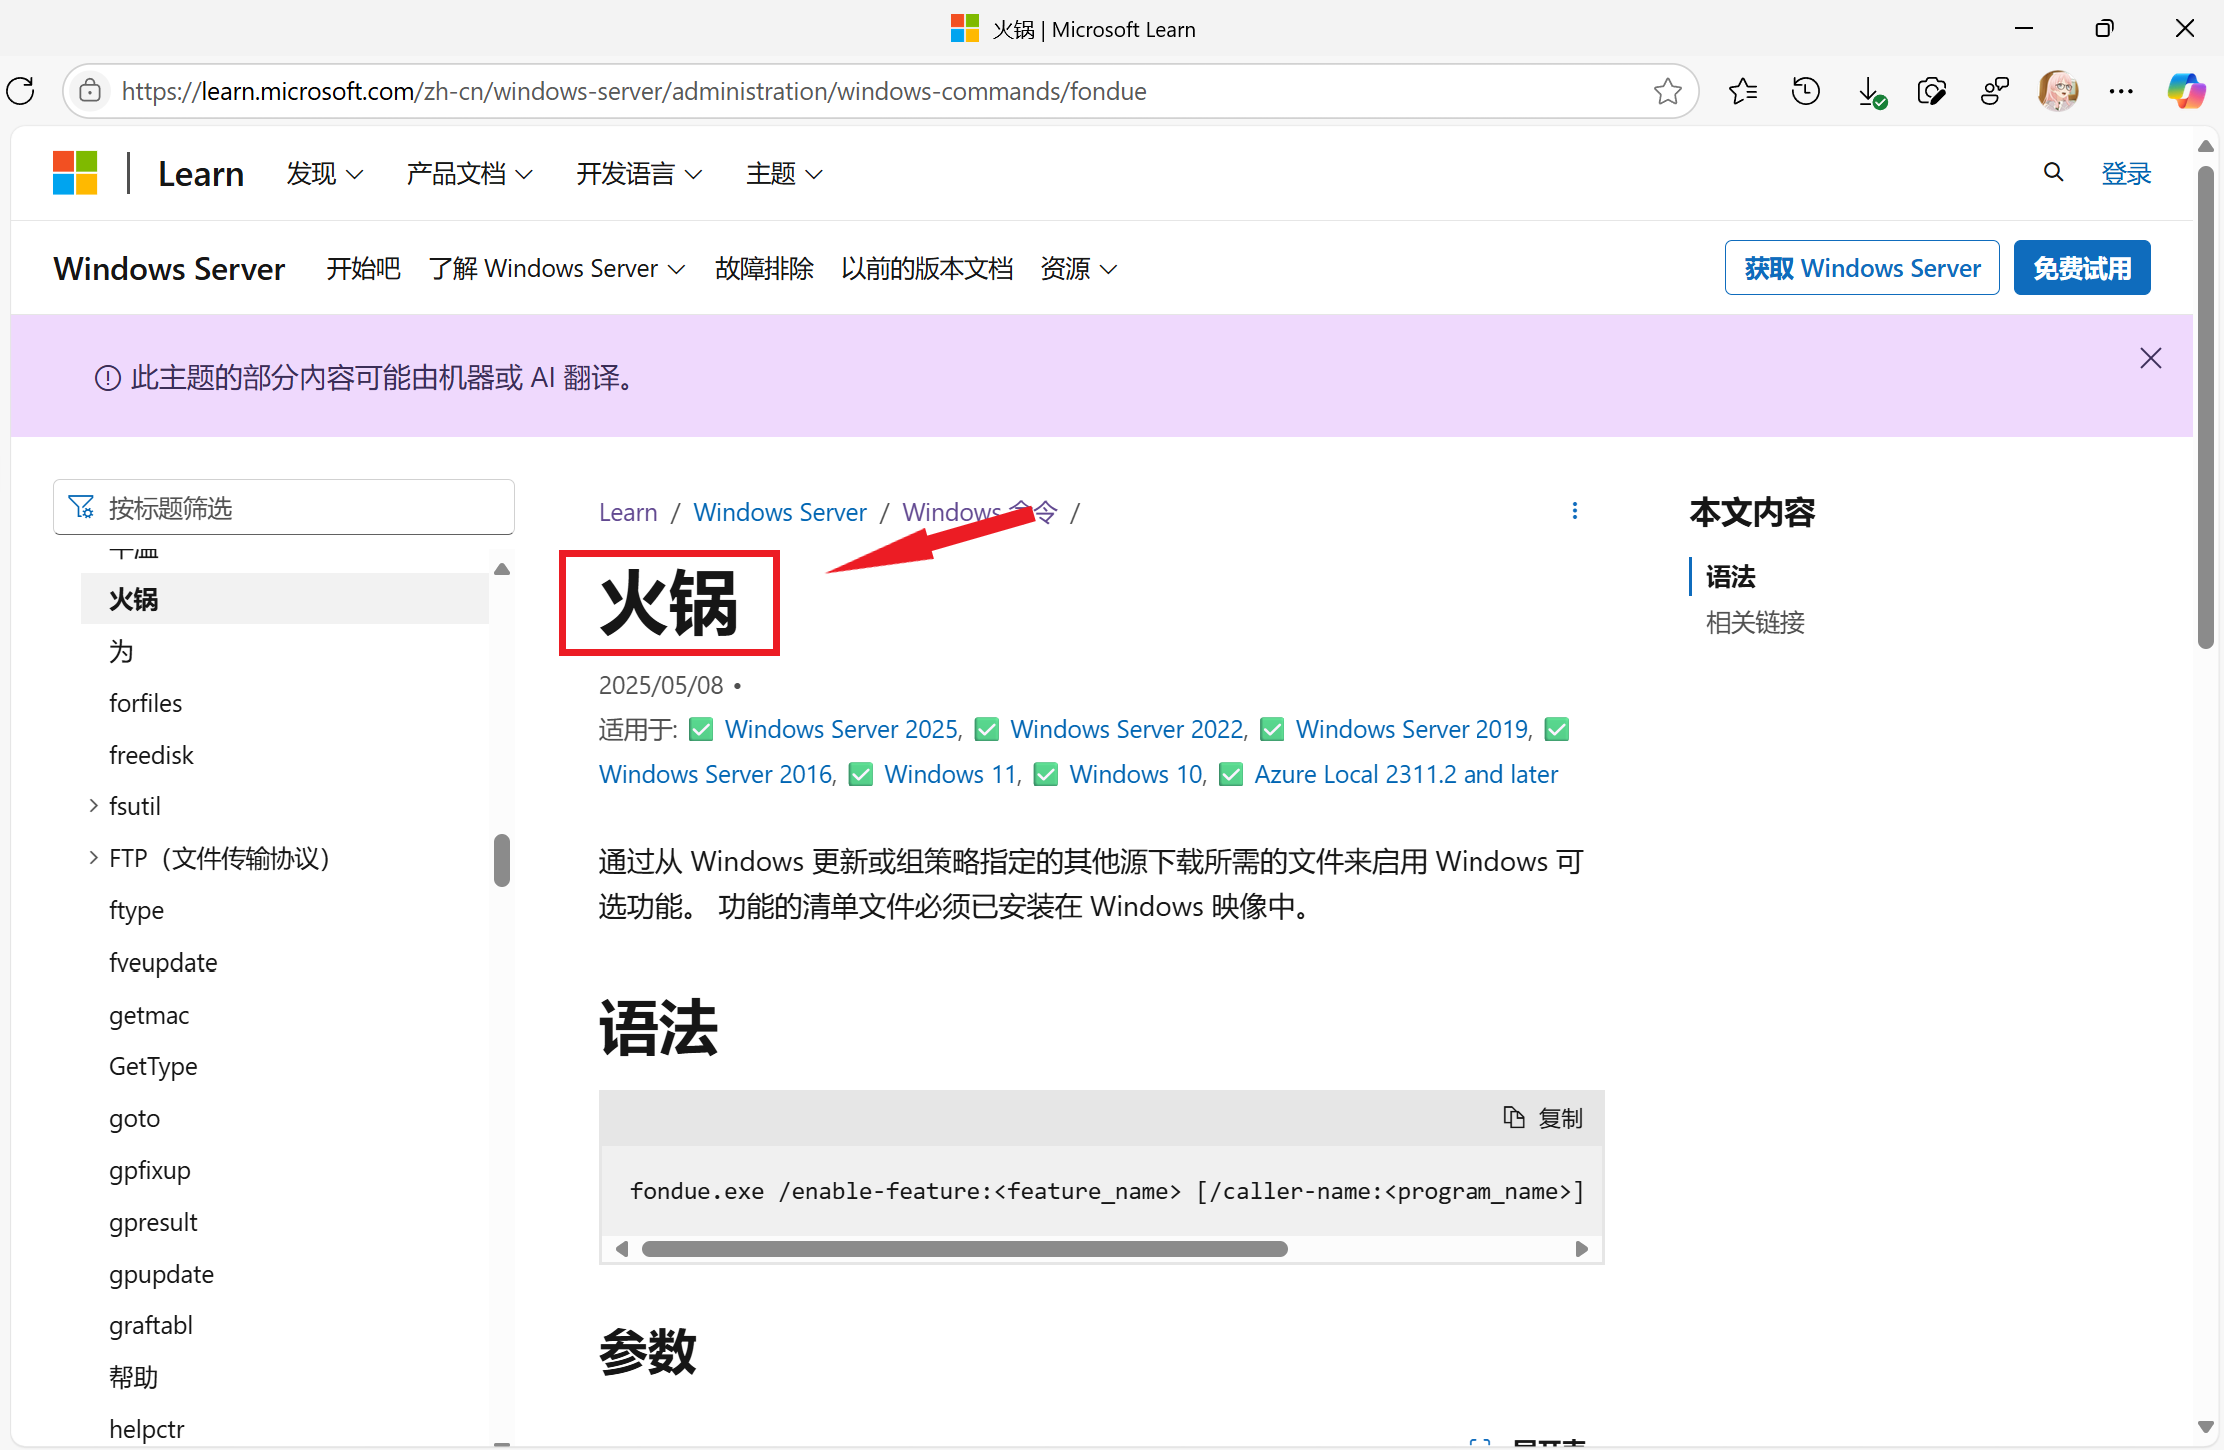 火锅 | Microsoft Learn
https://learn.microsoft.com/zh-cn/windows-server/administration/windows-commands/fondue
Learn 发现 产品文档 开发语言 主题 登录
Windows Server 开始吧 了解 Windows Server 故障排除 以前的版本文档 资源 获取 Windows Server 免费试用
此主题的部分内容可能由机器或 AI 翻译。
按标题筛选
火锅
为
forfiles
freedisk
fsutil
FTP（文件传输协议）
ftype
fveupdate
getmac
GetType
goto
gpfixup
gpresult
gpupdate
graftabl
帮助
helpctr
Learn / Windows Server / Windows 命令 /
火锅
2025/05/08 •
适用于: ✅ Windows Server 2025, ✅ Windows Server 2022, ✅ Windows Server 2019, ✅
Windows Server 2016, ✅ Windows 11, ✅ Windows 10, ✅ Azure Local 2311.2 and later
通过从 Windows 更新或组策略指定的其他源下载所需的文件来启用 Windows 可
选功能。 功能的清单文件必须已安装在 Windows 映像中。
语法
复制
fondue.exe /enable-feature:<feature_name> [/caller-name:<program_name>]
参数
本文内容
语法
相关链接